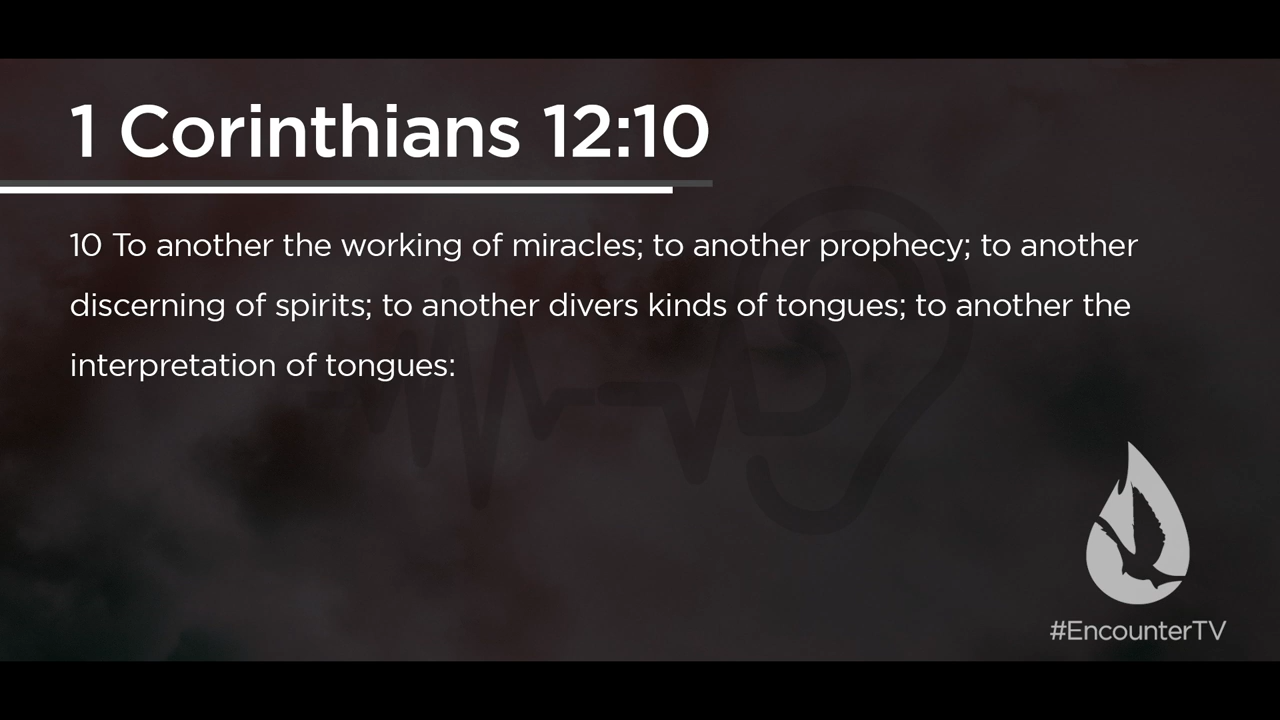 1 Corinthians 12:10
10 To another the working of miracles; to another prophecy; to another
discerning of spirits; to another divers kinds of tongues; to another the
interpretation of tongues:
#EncounterTV